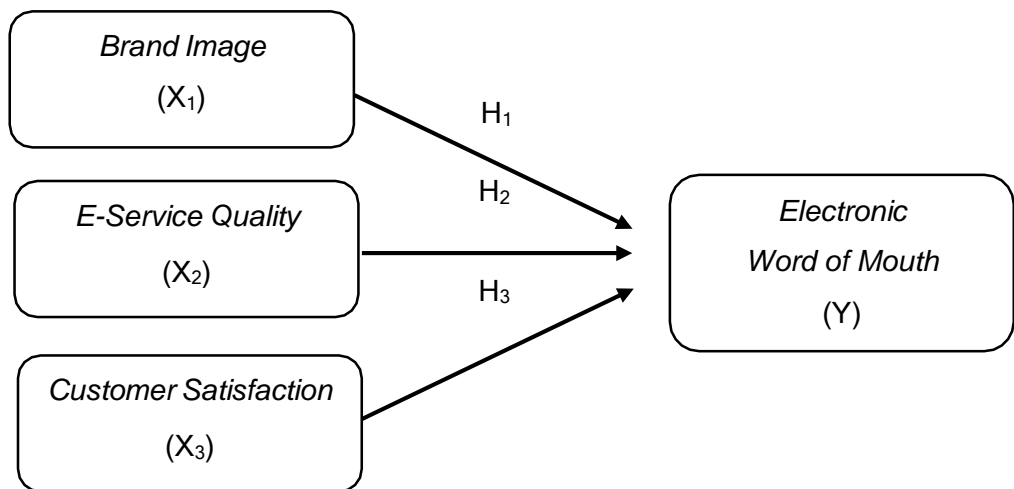 Brand Image
(X₁)
H₁
H₂
E-Service Quality
(X₂)
Electronic
Word of Mouth
(Y)
H₃
Customer Satisfaction
(X₃)